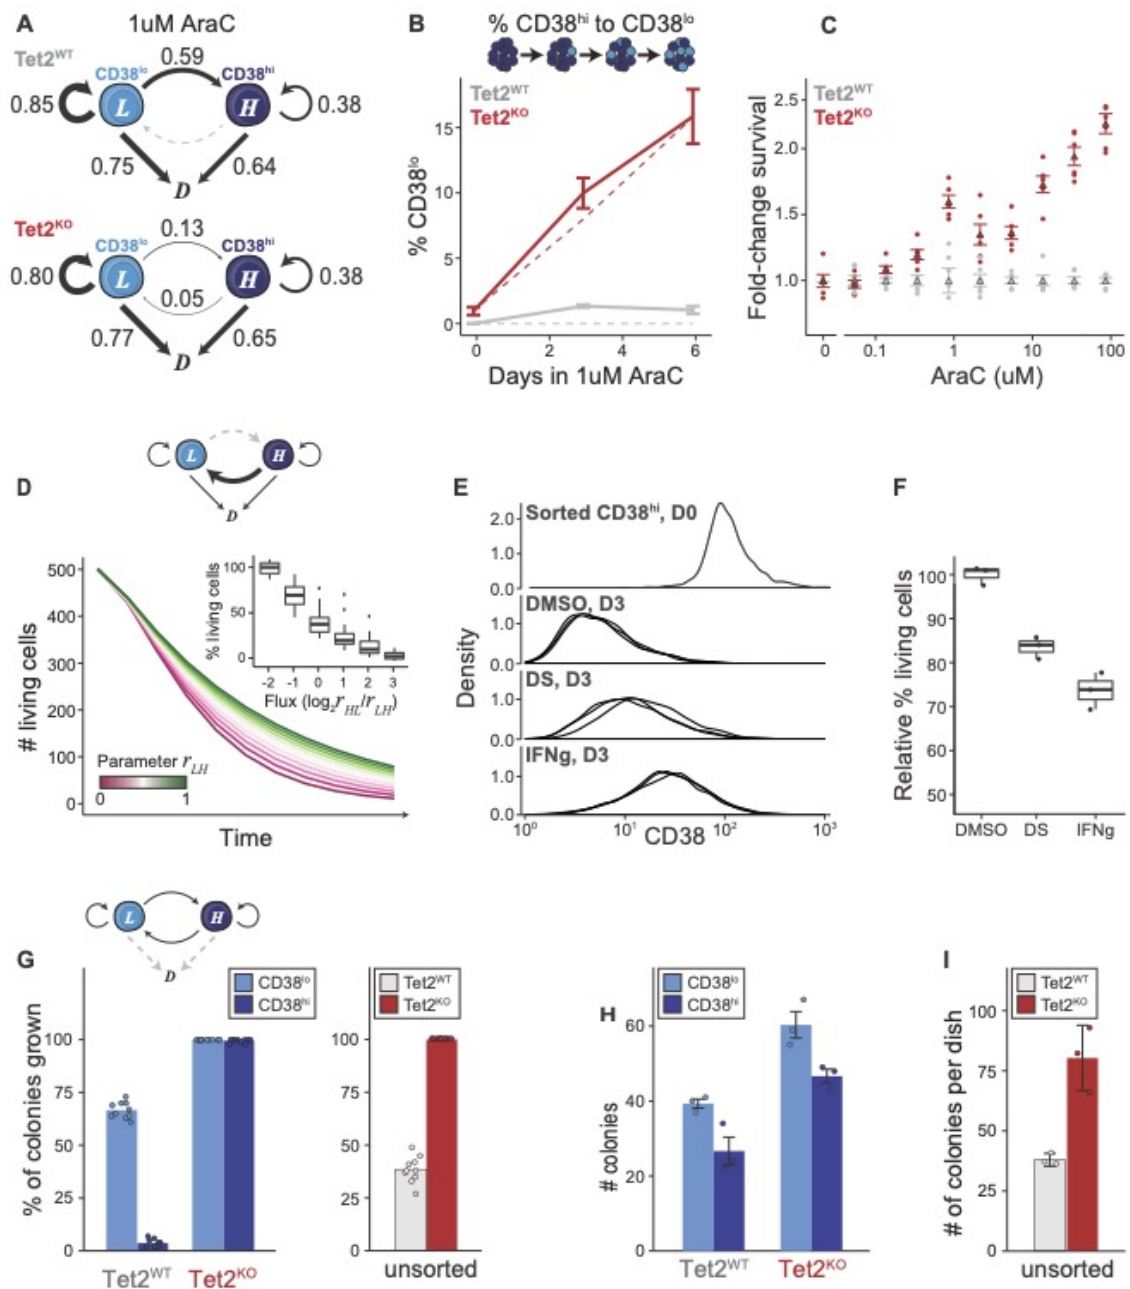 A
1uM AraC
Tet2WT
CD38lo
0.59
CD38hi
0.85
L
H
0.38
0.75
D
0.64
Tet2KO
CD38lo
0.13
CD38hi
0.80
L
H
0.38
0.05
0.77
D
0.65
B
% CD38hi to CD38lo
Tet2WT
Tet2KO
% CD38lo
15
10
5
0
0 2 4 6
Days in 1uM AraC
C
Tet2WT
Tet2KO
Fold-change survival
2.5
2.0
1.5
1.0
0 0.1 1 10 100
AraC (uM)
D
L
H
D
# living cells
500
400
300
200
100
0
Time
Parameter rLH
0 1
% living cells
100
50
0
-2 -1 0 1 2 3
Flux (log2rHL/rLH)
E
Density
Sorted CD38hi, D0
2.0
1.0
0.0
DMSO, D3
1.0
0.0
DS, D3
1.0
0.0
IFNg, D3
1.0
0.0
100 101 102 103
CD38
F
Relative % living cells
100
90
80
70
60
50
DMSO DS IFNg
L
H
D
G
% of colonies grown
CD38lo
CD38hi
100
75
50
25
0
Tet2WT Tet2KO
Tet2WT
Tet2KO
100
75
50
25
0
unsorted
H
# colonies
CD38lo
CD38hi
60
40
20
0
Tet2WT Tet2KO
I
# of colonies per dish
Tet2WT
Tet2KO
100
75
50
25
0
unsorted